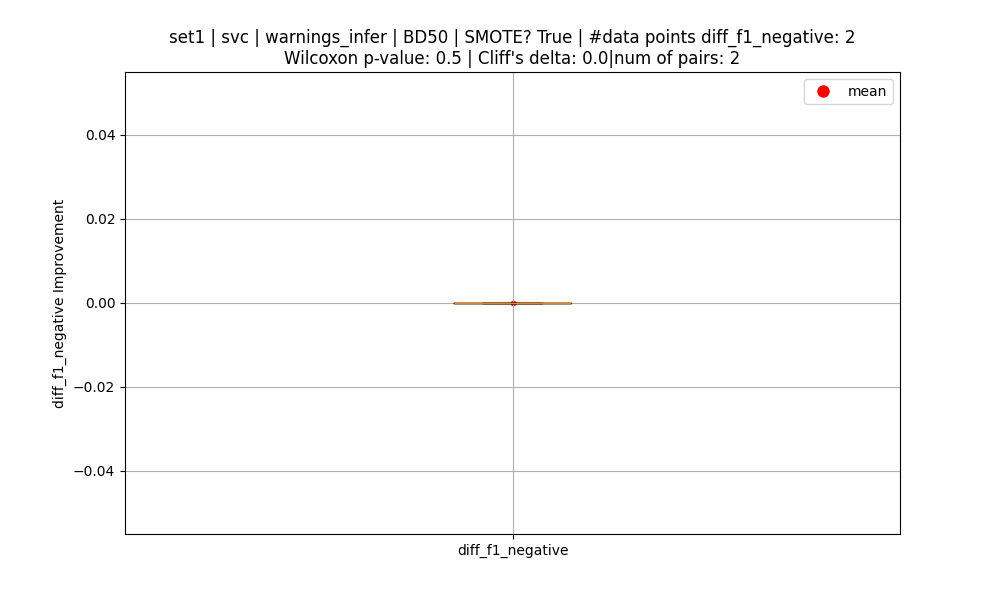 set1 | svc | warnings_infer | BD50 | SMOTE? True | #data points diff_f1_negative: 2
Wilcoxon p-value: 0.5 | Cliff's delta: 0.0|num of pairs: 2
mean
0.04
0.02
0.00
−0.02
−0.04
diff_f1_negative Improvement
diff_f1_negative